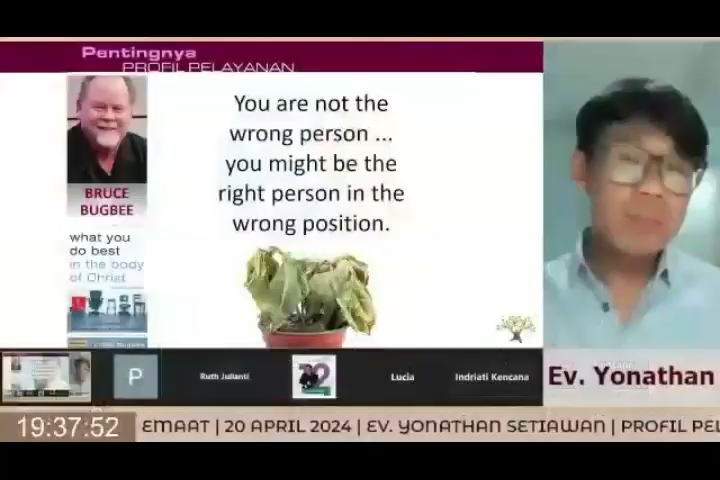 Pentingnya
PROFIL PELAYANAN
You are not the
wrong person ...
you might be the
right person in the
wrong position.
BRUCE
BUGBEE
what you
do best
in the body
of Christ
P
Ruth Julianti
Lucia
Indriati Kencana
Ev. Yonathan
19:37:52
EMAAT | 20 APRIL 2024 | EV. YONATHAN SETIAWAN | PROFIL PEL